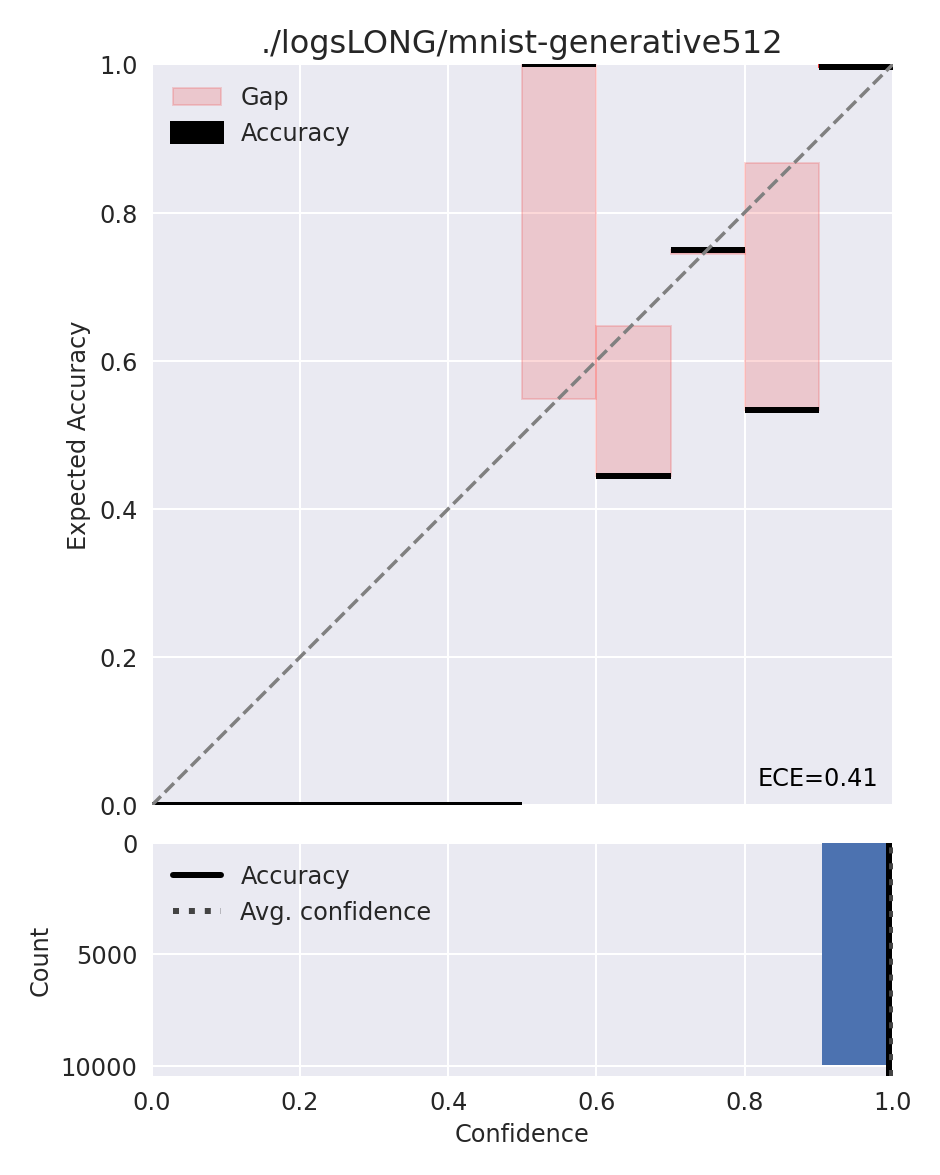 ./logsLONG/mnist-generative512
1.0
Gap
Accuracy
0.8
0.6
Expected Accuracy
0.4
0.2
ECE=0.41
0.0
0
Accuracy
Avg. confidence
5000
Count
10000
0.0 0.2 0.4 0.6 0.8 1.0
Confidence